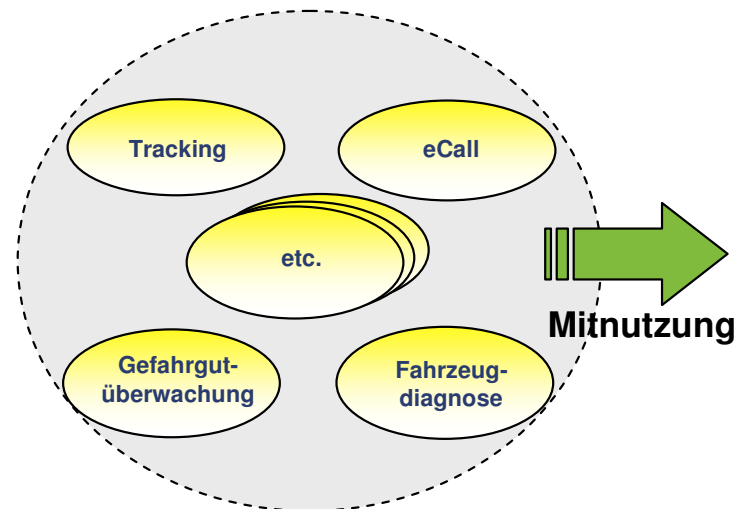 Tracking
eCall
etc.
Mitnutzung
Gefahrgut-
überwachung
Fahrzeug-
diagnose